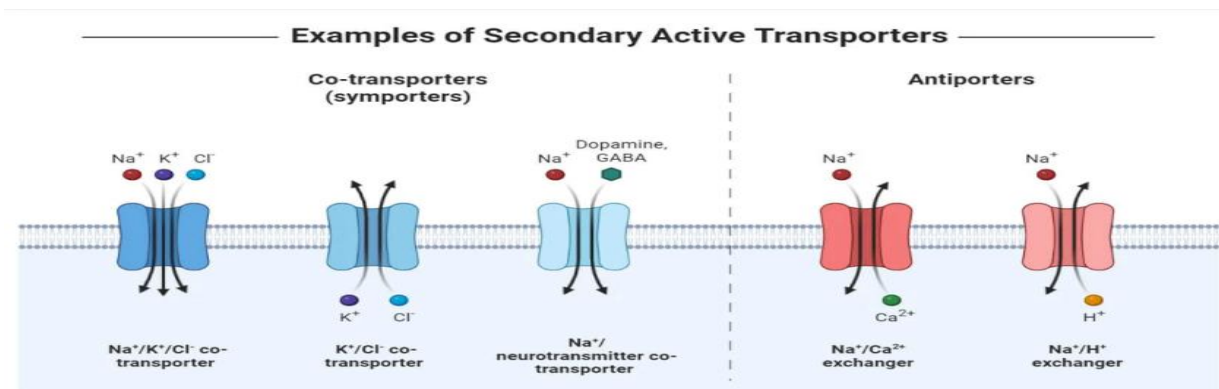 Examples of Secondary Active Transporters
Co-transporters
(symporters)
Antiporters
Na⁺ K⁺ Cl⁻
Na⁺
Dopamine,
GABA
Na⁺
Na⁺
K⁺ Cl⁻
Ca²⁺
H⁺
Na⁺/K⁺/Cl⁻ co-
transporter
K⁺/Cl⁻ co-
transporter
Na⁺/
neurotransmitter co-
transporter
Na⁺/Ca²⁺
exchanger
Na⁺/H⁺
exchanger